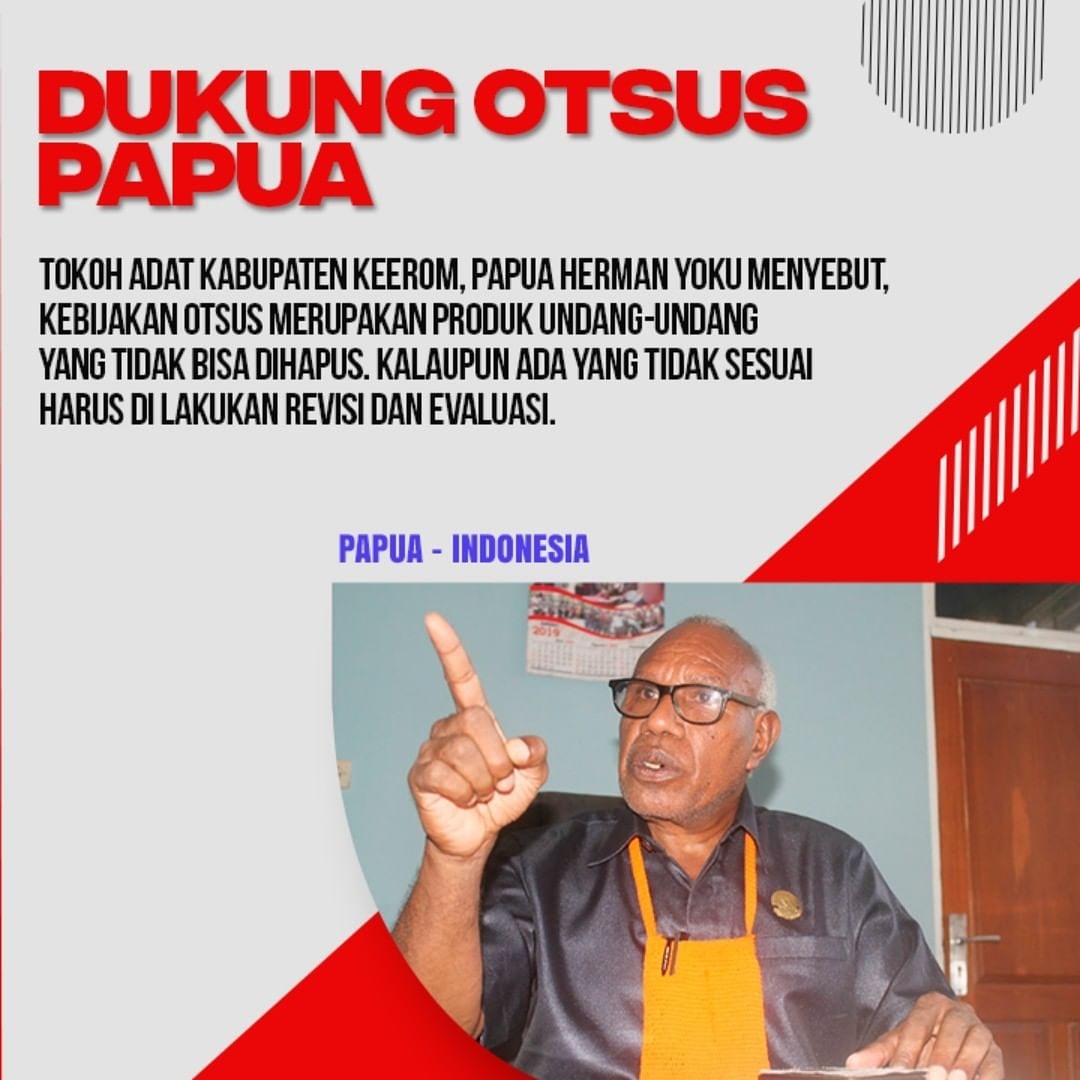 DUKUNG OTSUS
PAPUA
TOKOH ADAT KABUPATEN KEEROM, PAPUA HERMAN YOKU MENYEBUT,
KEBIJAKAN OTSUS MERUPAKAN PRODUK UNDANG-UNDANG
YANG TIDAK BISA DIHAPUS. KALAUPUN ADA YANG TIDAK SESUAI
HARUS DI LAKUKAN REVISI DAN EVALUASI.
PAPUA - INDONESIA
2019